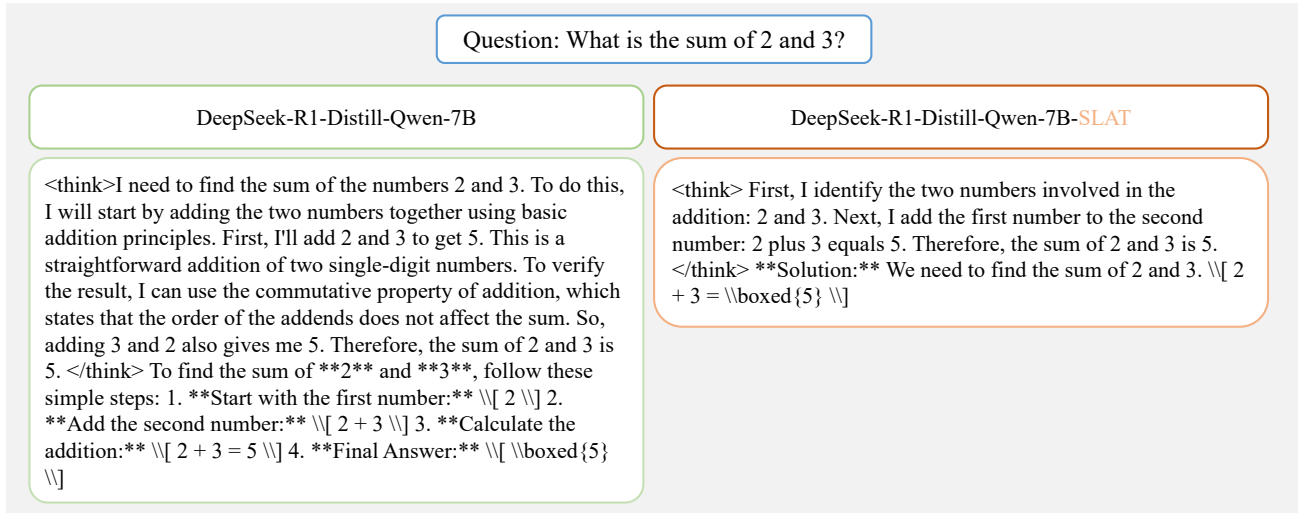 Question: What is the sum of 2 and 3?
DeepSeek-R1-Distill-Qwen-7B
<think>I need to find the sum of the numbers 2 and 3. To do this,
I will start by adding the two numbers together using basic
addition principles. First, I'll add 2 and 3 to get 5. This is a
straightforward addition of two single-digit numbers. To verify
the result, I can use the commutative property of addition, which
states that the order of the addends does not affect the sum. So,
adding 3 and 2 also gives me 5. Therefore, the sum of 2 and 3 is
5. </think> To find the sum of **2** and **3**, follow these
simple steps: 1. **Start with the first number:** \\[ 2 \\] 2.
**Add the second number:** \\[ 2 + 3 \\] 3. **Calculate the
addition:** \\[ 2 + 3 = 5 \\] 4. **Final Answer:** \\[ \\boxed{5}
\\]
DeepSeek-R1-Distill-Qwen-7B-SLAT
<think> First, I identify the two numbers involved in the
addition: 2 and 3. Next, I add the first number to the second
number: 2 plus 3 equals 5. Therefore, the sum of 2 and 3 is 5.
</think> **Solution:** We need to find the sum of 2 and 3. \\[ 2
+ 3 = \\boxed{5} \\]